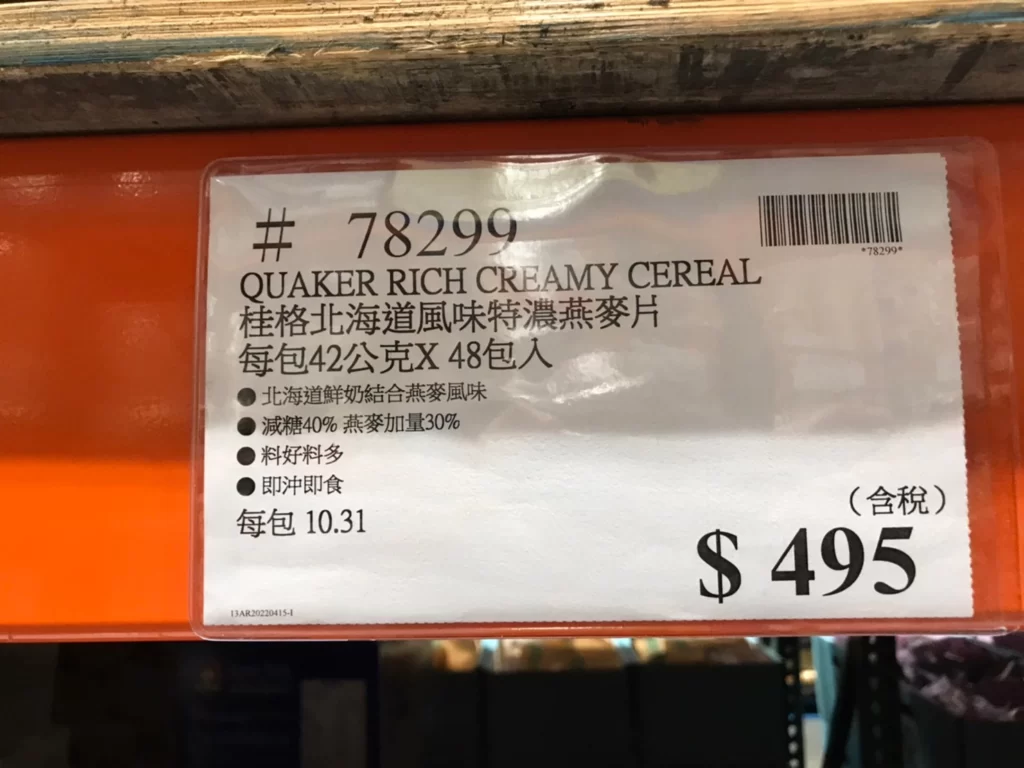 # 78299
*78299*
QUAKER RICH CREAMY CEREAL
桂格北海道風味特濃燕麥片
每包42公克X 48包入
● 北海道鮮奶結合燕麥風味
● 減糖40% 燕麥加量30%
● 料好料多
● 即沖即食
每包 10.31
（含稅）
$ 495
13AR20220415-I